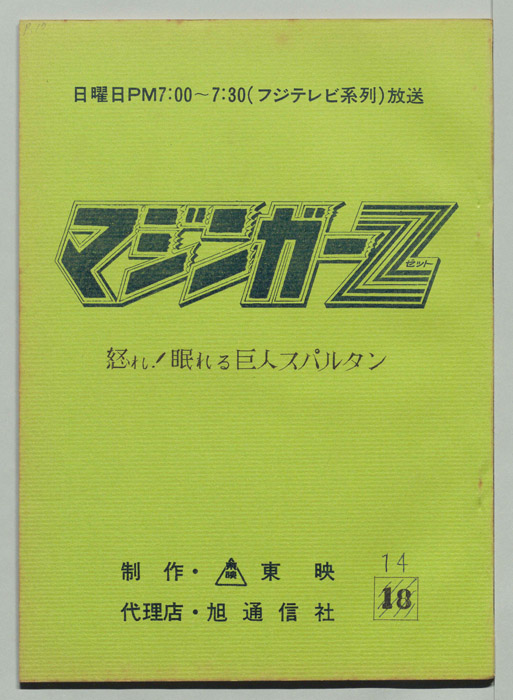 日曜日PM7:00～7:30(フジテレビ系列)放送
マジンガーZ
ゼット
怒れ!眠れる巨人スパルタン
制作・東映 東映
代理店・旭通信社
14
18